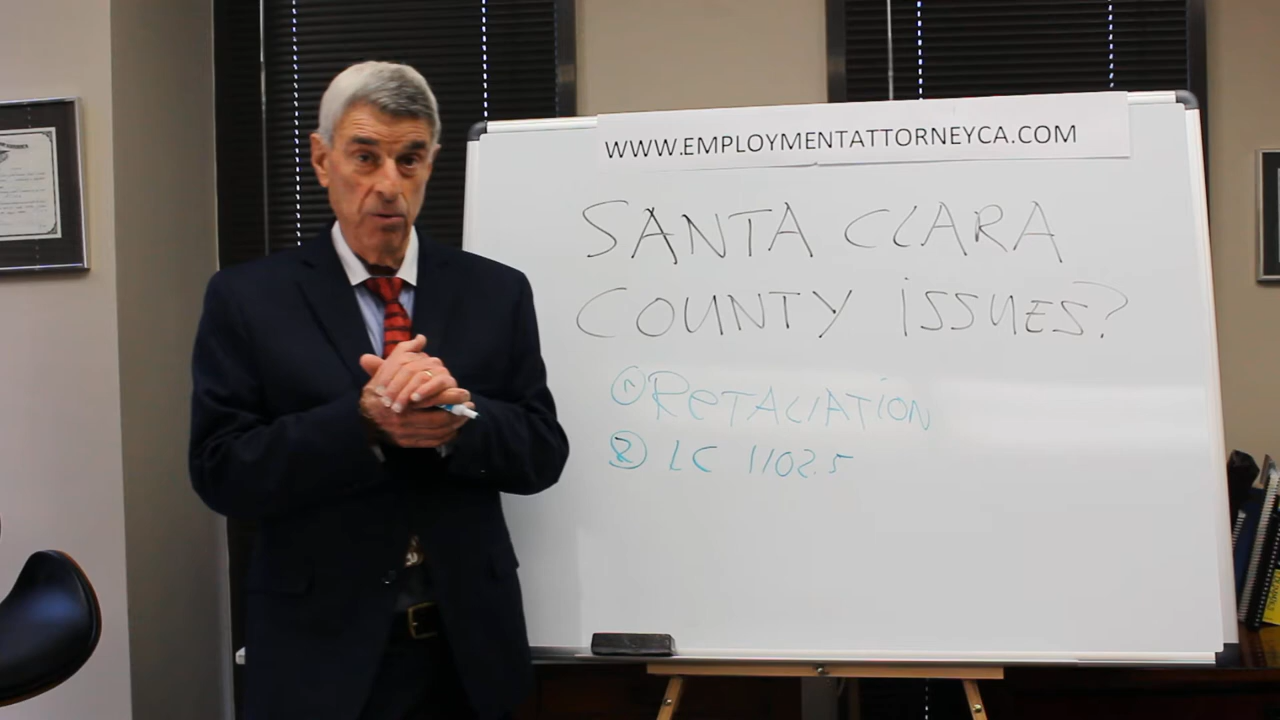 WWW.EMPLOYMENTATTORNEYCA.COM
SANTA CLARA
COUNTY ISSUES?
① RETALIATION
② LC 1102.5